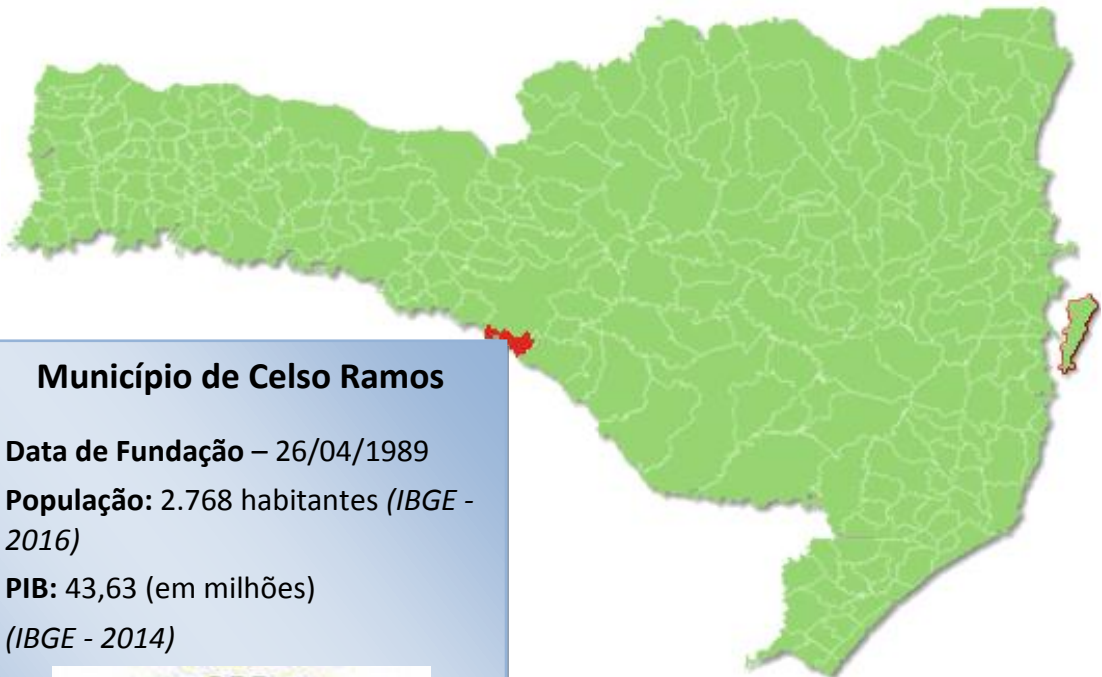 Município de Celso Ramos
Data de Fundação – 26/04/1989
População: 2.768 habitantes (IBGE -
2016)
PIB: 43,63 (em milhões)
(IBGE - 2014)